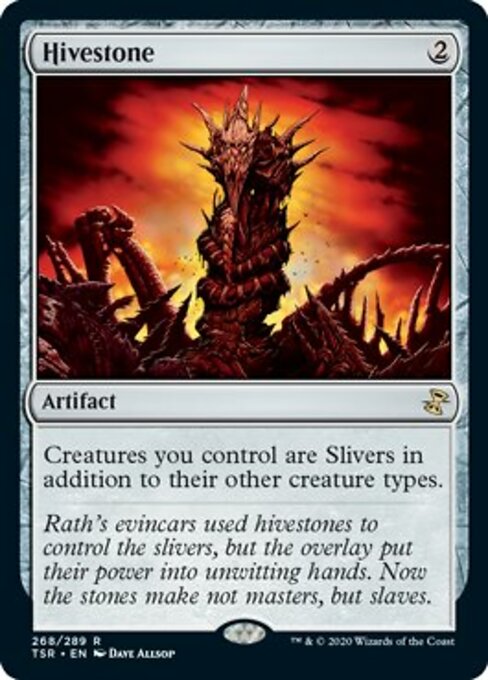 Hivestone 2
Artifact
Creatures you control are Slivers in
addition to their other creature types.
Rath's evincars used hivestones to
control the slivers, but the overlay put
their power into unwitting hands. Now
the stones make not masters, but slaves.
268/289 R
TSR • EN Dave Allsop
™ & © 2020 Wizards of the Coast